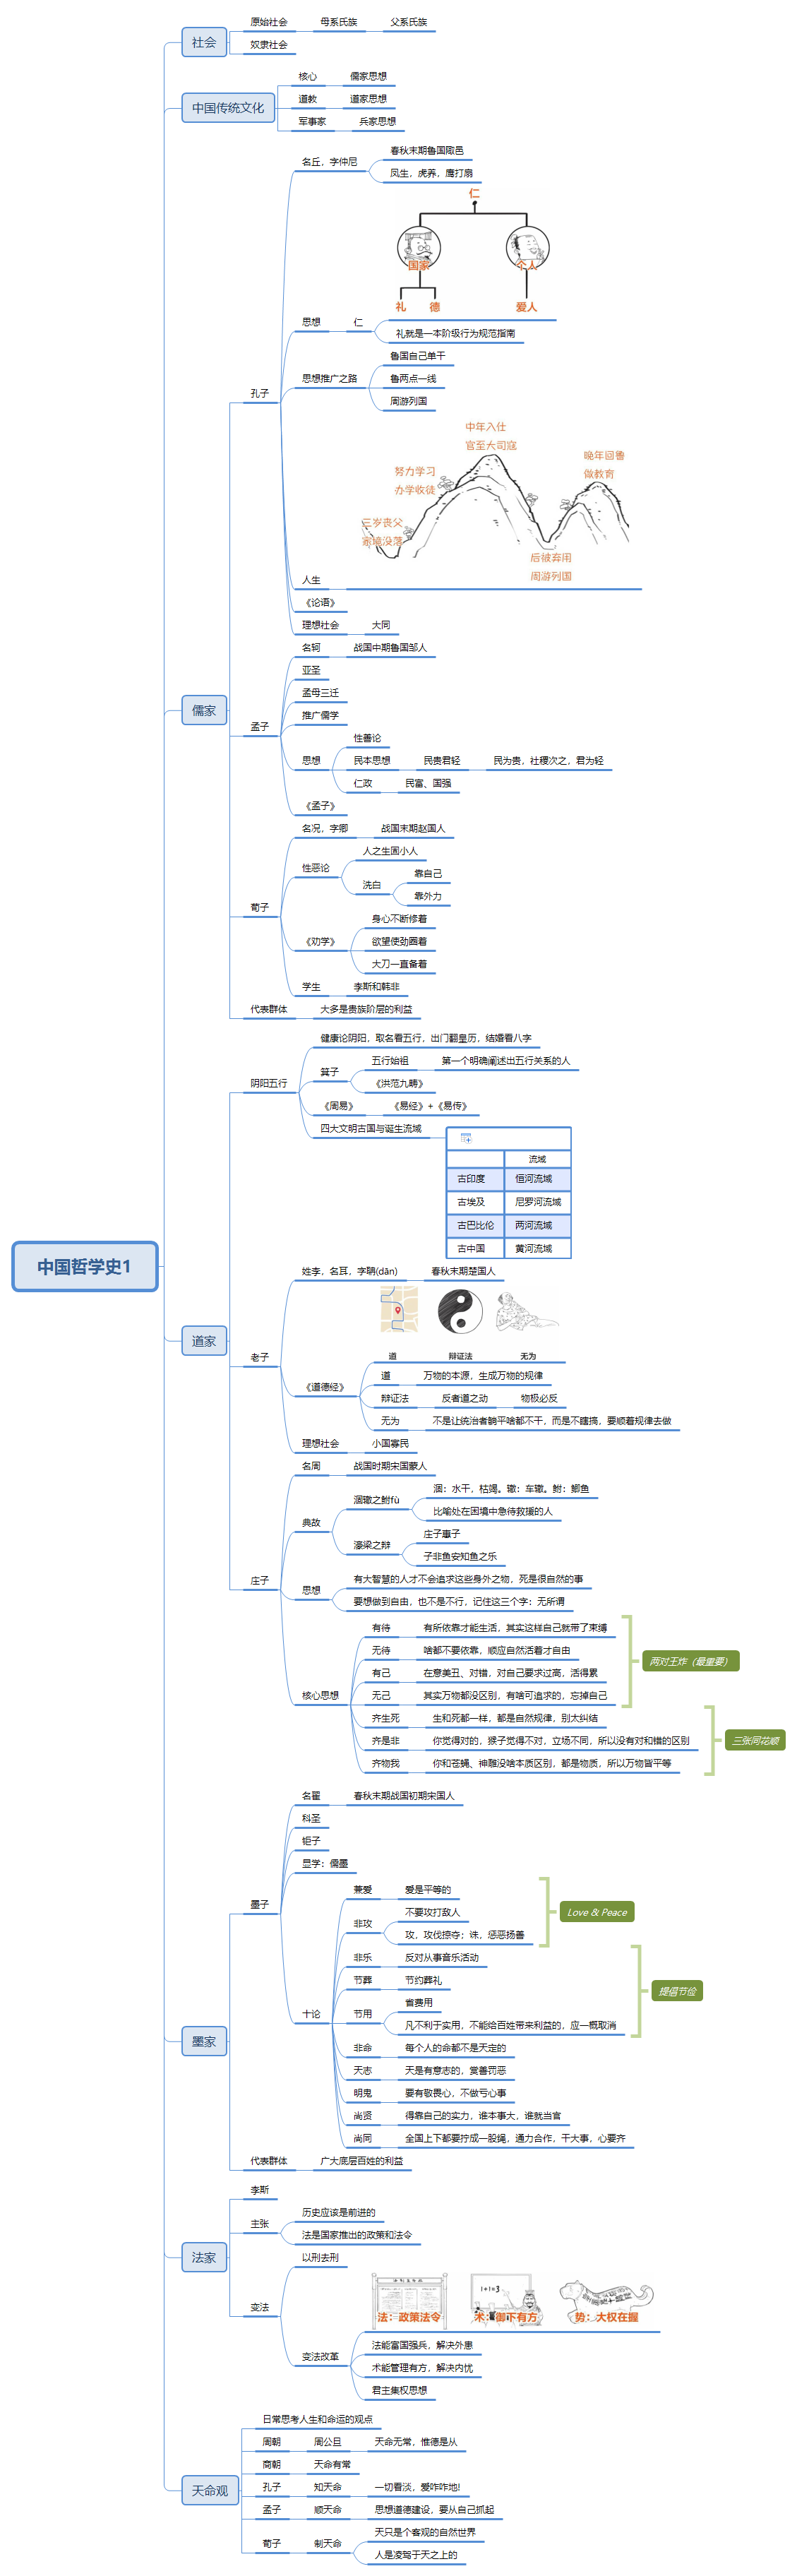 中国哲学史1
社会
原始社会
母系氏族
父系氏族
奴隶社会
中国传统文化
核心
儒家思想
道教
道家思想
军事家
兵家思想
儒家
孔子
名丘，字仲尼
春秋末期鲁国陬邑
凤生，虎养，鹰打扇
思想
仁
仁
国家
个人
礼
德
爱人
礼就是一本阶级行为规范指南
思想推广之路
鲁国自己单干
鲁两点一线
周游列国
人生
三岁丧父
家境没落
努力学习
办学收徒
中年入仕
官至大司寇
后被弃用
周游列国
晚年回鲁
做教育
《论语》
理想社会
大同
孟子
名轲
战国中期鲁国邹人
亚圣
孟母三迁
推广儒学
思想
性善论
民本思想
民贵君轻
民为贵，社稷次之，君为轻
仁政
民富、国强
《孟子》
荀子
名况，字卿
战国末期赵国人
性恶论
人之生固小人
洗白
靠自己
靠外力
《劝学》
身心不断修着
欲望使劲圈着
大刀一直备着
学生
李斯和韩非
代表群体
大多是贵族阶层的利益
道家
阴阳五行
健康论阴阳，取名看五行，出门翻皇历，结婚看八字
箕子
五行始祖
第一个明确阐述出五行关系的人
《洪范九畴》
《周易》
《易经》+《易传》
四大文明古国与诞生流域
流域
古印度
恒河流域
古埃及
尼罗河流域
古巴比伦
两河流域
古中国
黄河流域
老子
姓李，名耳，字聃(dān)
春秋末期楚国人
《道德经》
道
辩证法
无为
道
万物的本源，生成万物的规律
辩证法
反者道之动
物极必反
无为
不是让统治者躺平啥都不干，而是不瞎搞，要顺着规律去做
理想社会
小国寡民
庄子
名周
战国时期宋国蒙人
典故
涸辙之鲋fù
涸：水干，枯竭。辙：车辙。鲋：鲫鱼
比喻处在困境中急待救援的人
濠梁之辩
庄子惠子
子非鱼安知鱼之乐
思想
有大智慧的人才不会追求这些身外之物，死是很自然的事
要想做到自由，也不是不行，记住这三个字：无所谓
核心思想
有待
有所依靠才能生活，其实这样自己就带了束缚
无待
啥都不要依靠，顺应自然活着才自由
有己
在意美丑、对错，对自己要求过高，活得累
无己
其实万物都没区别，有啥可追求的，忘掉自己
两对王炸（最重要）
齐生死
生和死都一样，都是自然规律，别太纠结
齐是非
你觉得对的，猴子觉得不对，立场不同，所以没有对和错的区别
齐物我
你和苍蝇、神雕没啥本质区别，都是物质，所以万物皆平等
三张同花顺
墨家
墨子
名翟
春秋末期战国初期宋国人
科圣
钜子
显学：儒墨
十论
兼爱
爱是平等的
非攻
不要攻打敌人
攻，攻伐掠夺；诛，惩恶扬善
Love & Peace
非乐
反对从事音乐活动
节葬
节约葬礼
节用
省费用
凡不利于实用，不能给百姓带来利益的，应一概取消
提倡节俭
非命
每个人的命都不是天定的
天志
天是有意志的，赏善罚恶
明鬼
要有敬畏心，不做亏心事
尚贤
得靠自己的实力，谁本事大，谁就当官
尚同
全国上下都要拧成一股绳，通力合作，干大事，心要齐
代表群体
广大底层百姓的利益
法家
李斯
主张
历史应该是前进的
法是国家推出的政策和法令
变法
以刑去刑
变法改革
1+1=3
法：政策法令
术：御下有方
势：大权在握
法能富国强兵，解决外患
术能管理有方，解决内忧
君主集权思想
天命观
日常思考人生和命运的观点
周朝
周公旦
天命无常，惟德是从
商朝
天命有常
孔子
知天命
一切看淡，爱咋咋地!
孟子
顺天命
思想道德建设，要从自己抓起
荀子
制天命
天只是个客观的自然世界
人是凌驾于天之上的